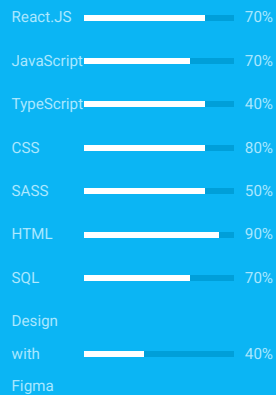 React.JS 70%
JavaScript 70%
TypeScript 40%
CSS 80%
SASS 50%
HTML 90%
SQL 70%
Design
with 40%
Figma